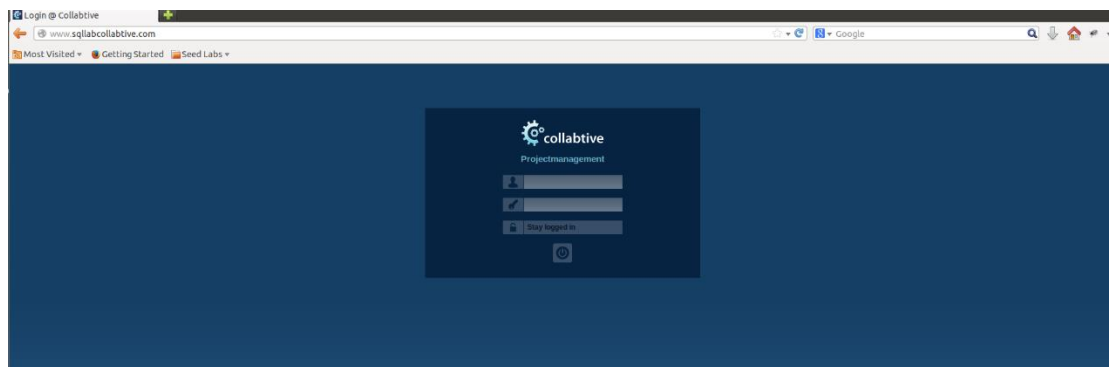 Login @ Collabtive
www.sqllabcollabtive.com
Google
Most Visited Getting Started Seed Labs
collabtive
Projectmanagement
Stay logged in